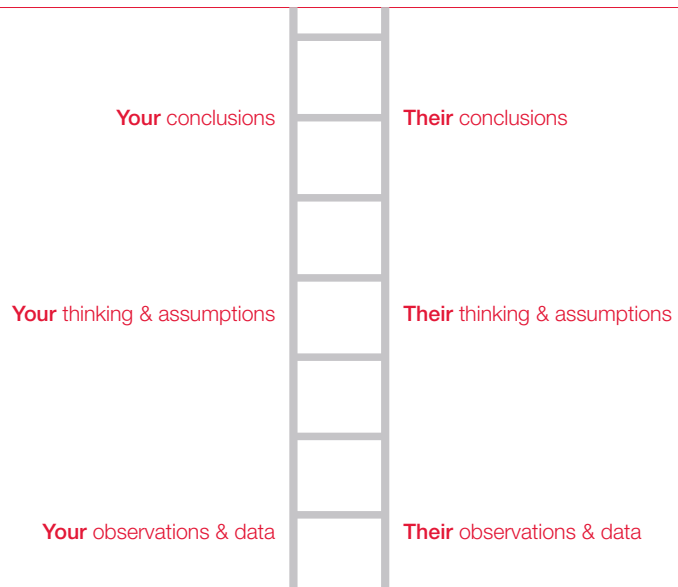 Your conclusions
Their conclusions
Your thinking & assumptions
Their thinking & assumptions
Your observations & data
Their observations & data